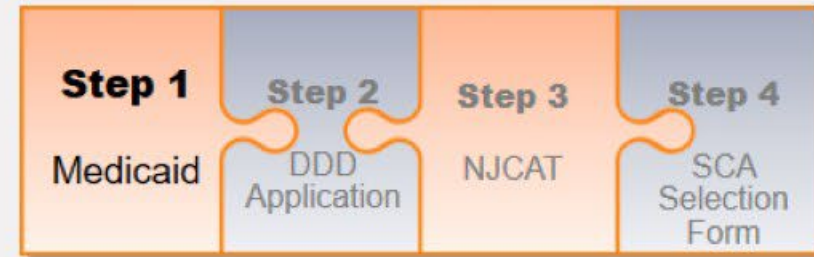 Step 1
Medicaid
Step 2
DDD
Application
Step 3
NJCAT
Step 4
SCA
Selection
Form